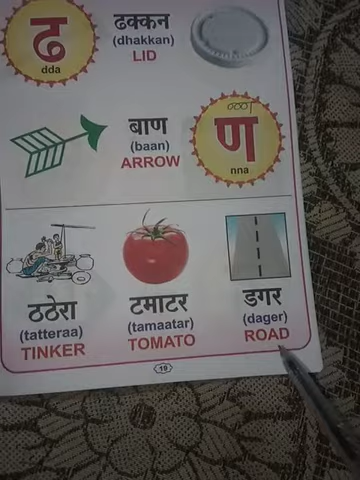 ढ
dda
ढक्कन
(dhakkan)
LID
बाण
(baan)
ARROW
ण
nna
ठठेरा
(tatteraa)
TINKER
टमाटर
(tamaatar)
TOMATO
डगर
(dager)
ROAD
19